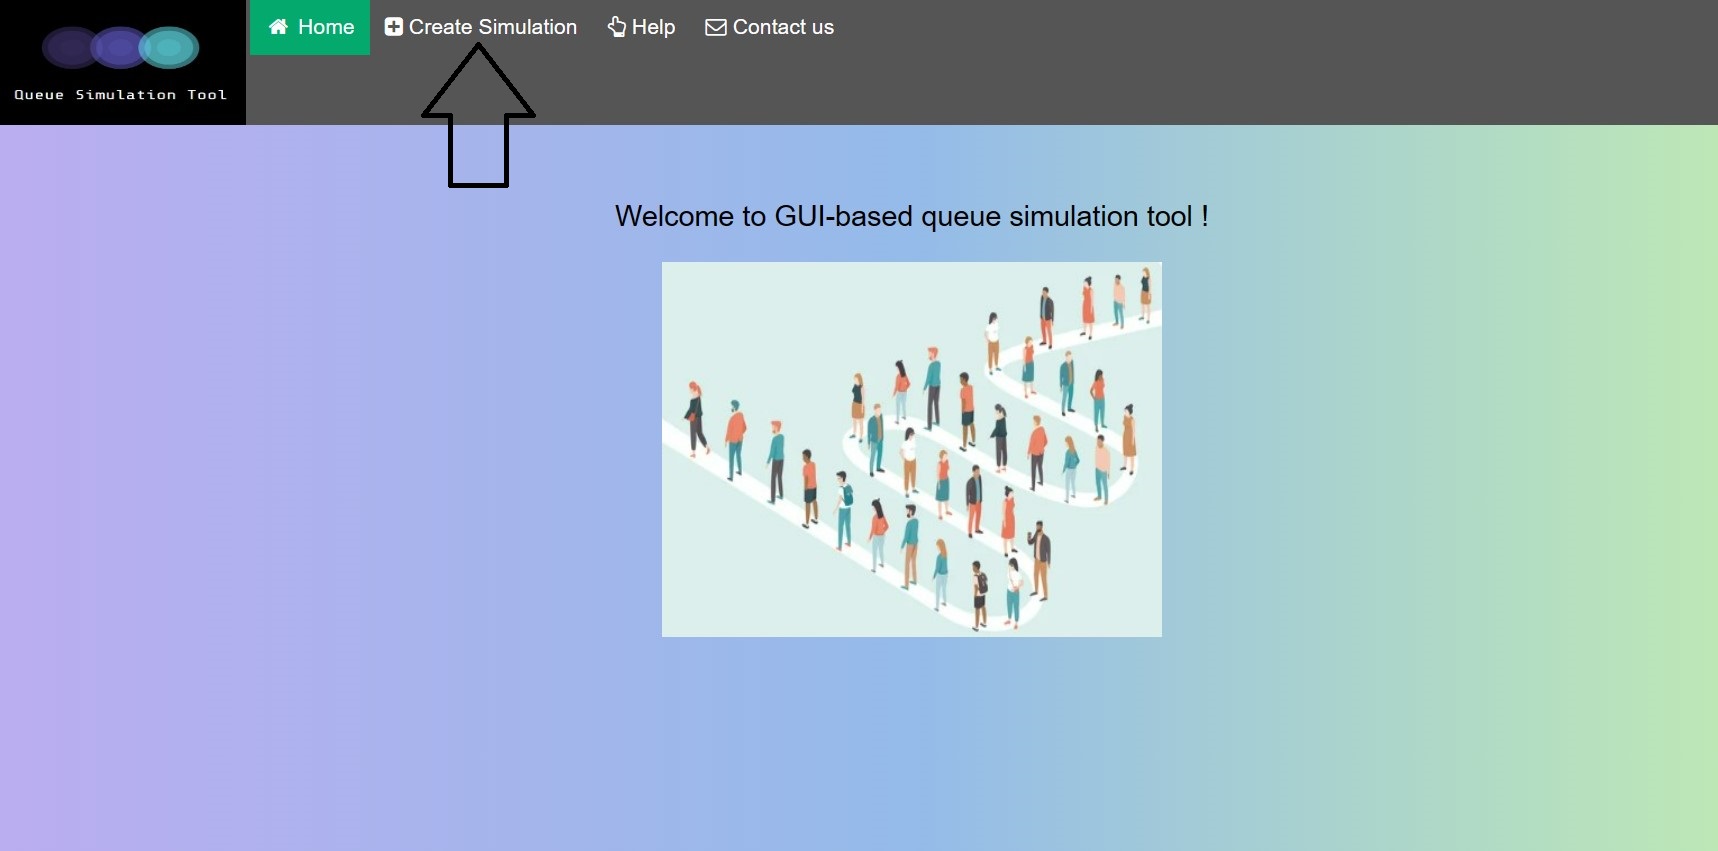 Home Create Simulation Help Contact us
Queue Simulation Tool
Welcome to GUI-based queue simulation tool !